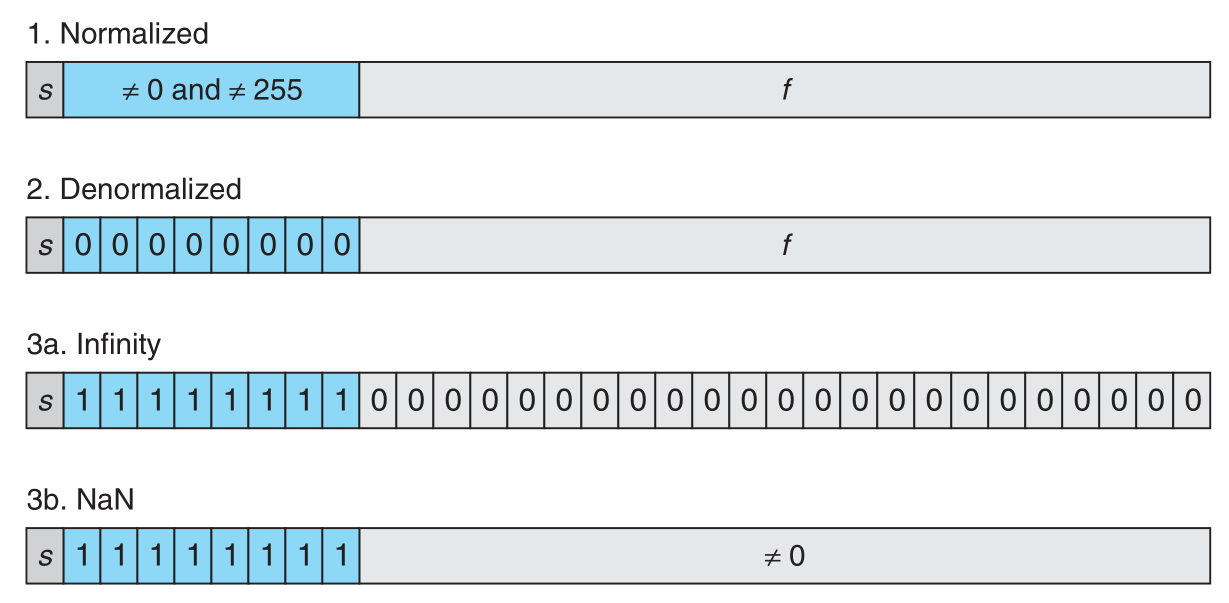 1. Normalized
s ≠ 0 and ≠ 255 f
2. Denormalized
s 0 0 0 0 0 0 0 0 f
3a. Infinity
s 1 1 1 1 1 1 1 1 0 0 0 0 0 0 0 0 0 0 0 0 0 0 0 0 0 0 0 0 0 0 0
3b. NaN
s 1 1 1 1 1 1 1 1 ≠ 0